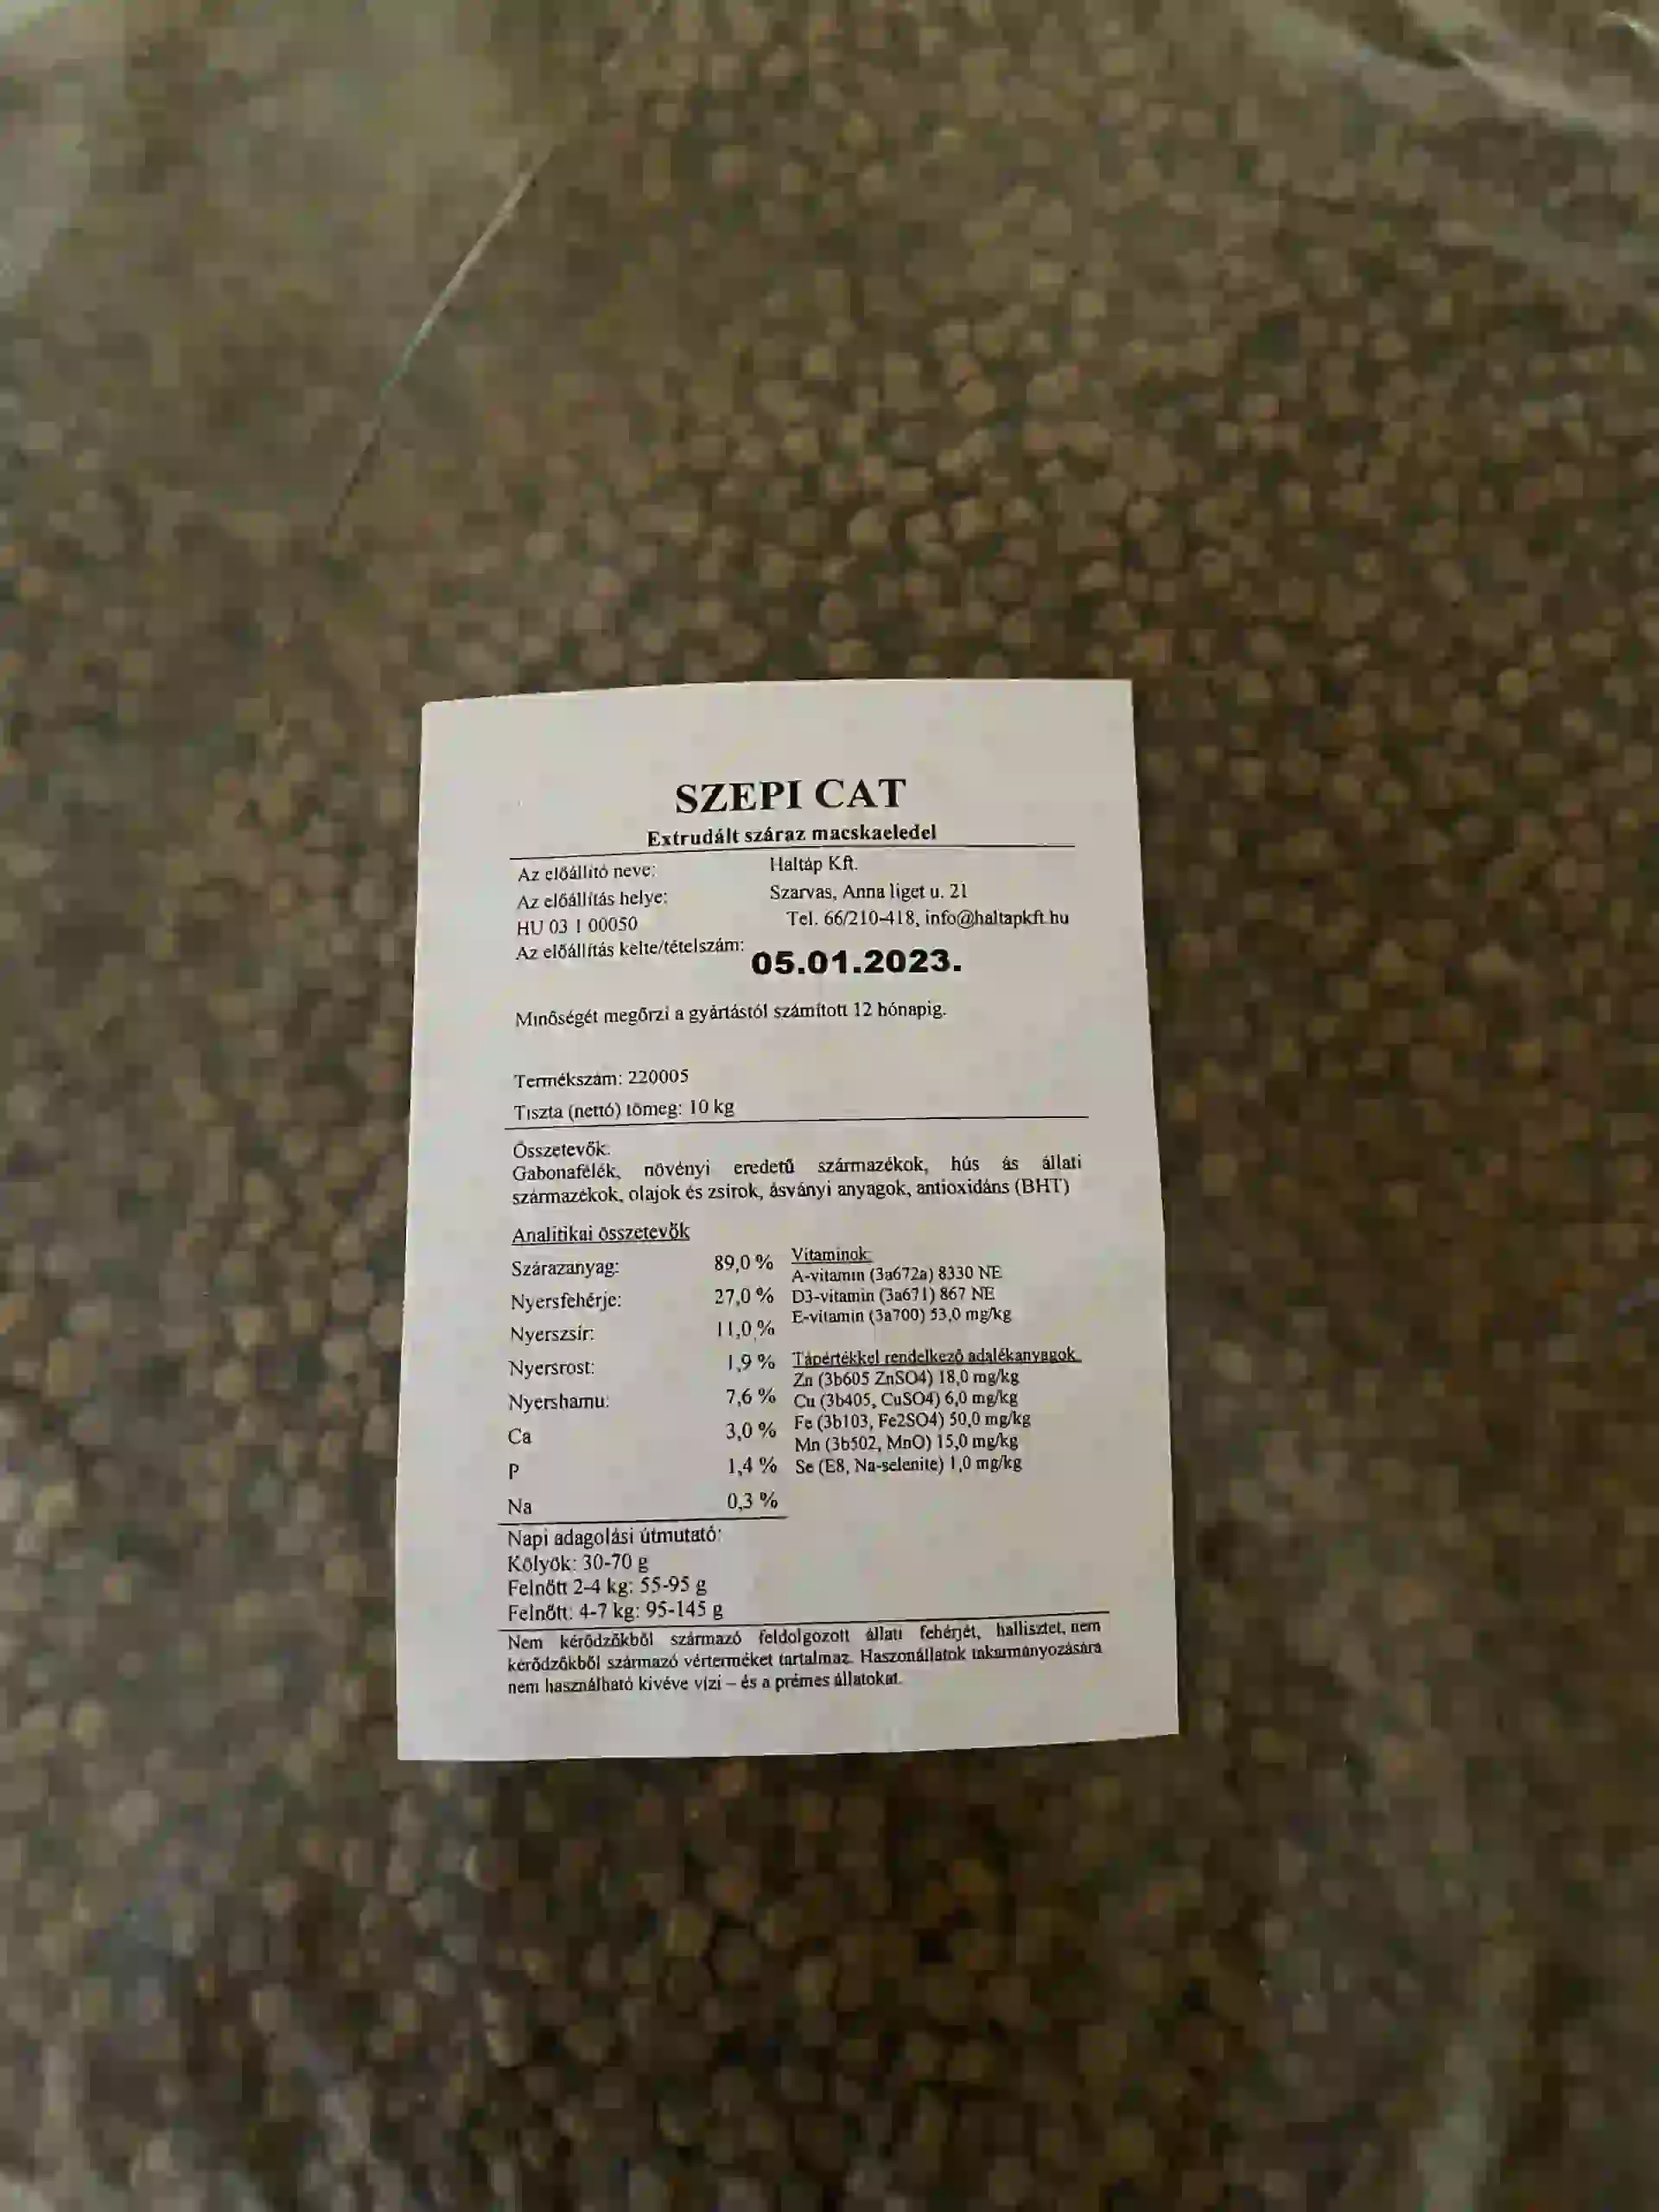 SZEPI CAT
Extrudált száraz macskaeledel
Az előállító neve: Haltáp Kft.
Az előállítás helye: Szarvas, Anna liget u. 21
HU 03 1 00050 Tel. 66/210-418, info@haltapkft.hu
Az előállítás kelte/tételszám: 05.01.2023.
Minőségét megőrzi a gyártástól számított 12 hónapig.
Termékszám: 220005
Tiszta (nettó) tömeg: 10 kg
Összetevők:
Gabonafélék, növényi eredetű származékok, hús ás állati
származékok, olajok és zsírok, ásványi anyagok, antioxidáns (BHT)
Analitikai összetevők
Szárazanyag: 89,0 %
Nyersfehérje: 27,0 %
Nyerszsír: 11,0 %
Nyersrost: 1,9 %
Nyershamu: 7,6 %
Ca 3,0 %
P 1,4 %
Na 0,3 %
Vitaminok:
A-vitamin (3a672a) 8330 NE
D3-vitamin (3a671) 867 NE
E-vitamin (3a700) 53,0 mg/kg
Tápértékkel rendelkező adalékanyagok
Zn (3b605 ZnSO4) 18,0 mg/kg
Cu (3b405, CuSO4) 6,0 mg/kg
Fe (3b103, Fe2SO4) 50,0 mg/kg
Mn (3b502, MnO) 15,0 mg/kg
Se (E8, Na-selenite) 1,0 mg/kg
Napi adagolási útmutató:
Kölyök: 30-70 g
Felnőtt 2-4 kg: 55-95 g
Felnőtt: 4-7 kg: 95-145 g
Nem kérődzőkből származó feldolgozott állati fehérjét, hallisztet, nem
kérődzőkből származó vérterméket tartalmaz. Haszonállatok takarmányozására
nem használható kivéve vízi – és a prémes állatokat.